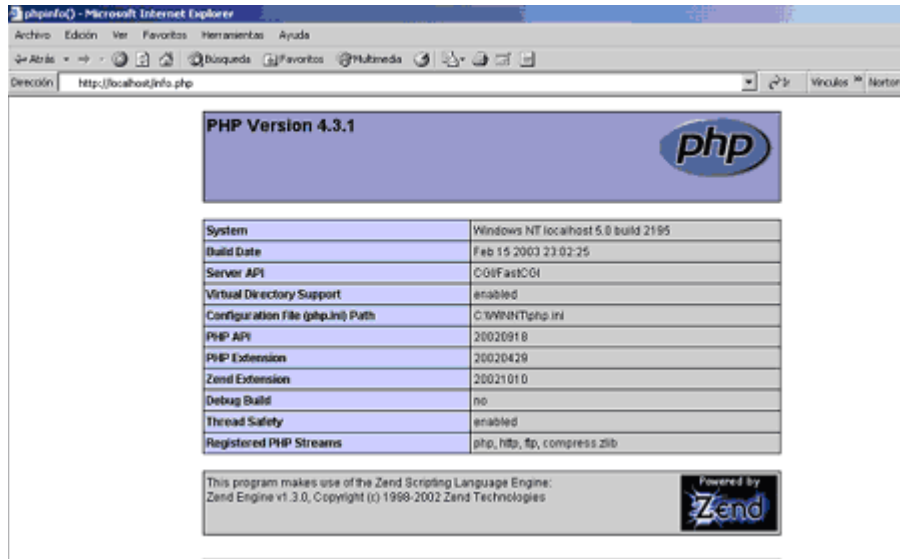 phpinfo() - Microsoft Internet Explorer
Archivo Edición Ver Favoritos Herramientas Ayuda
Atrás Búsqueda Favoritos Multimedia
Dirección http://localhost/info.php Ir Vínculos » Norton
PHP Version 4.3.1
php
System Windows NT localhost 5.0 build 2195
Build Date Feb 15 2003 23:02:25
Server API CGI/FastCGI
Virtual Directory Support enabled
Configuration File (php.ini) Path C:\WINNT\php.ini
PHP API 20020918
PHP Extension 20020429
Zend Extension 20021010
Debug Build no
Thread Safety enabled
Registered PHP Streams php, http, ftp, compress.zlib
This program makes use of the Zend Scripting Language Engine:
Zend Engine v1.3.0, Copyright (c) 1998-2002 Zend Technologies
Powered by
Zend